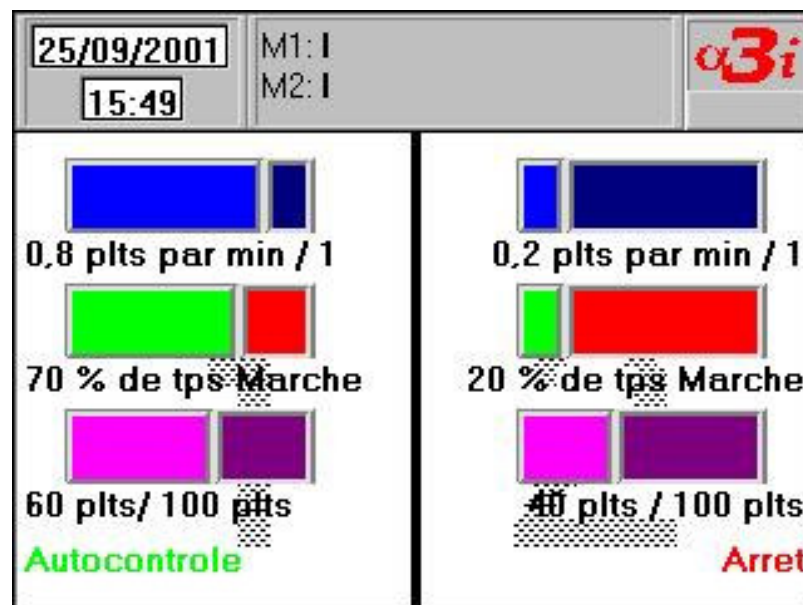 25/09/2001
15:49
M1: I
M2: I
α3i
0,8 plts par min / 1
70 % de tps Marche
60 plts/ 100 plts
Autocontrole
0,2 plts par min / 1
20 % de tps Marche
40 plts / 100 plts
Arret